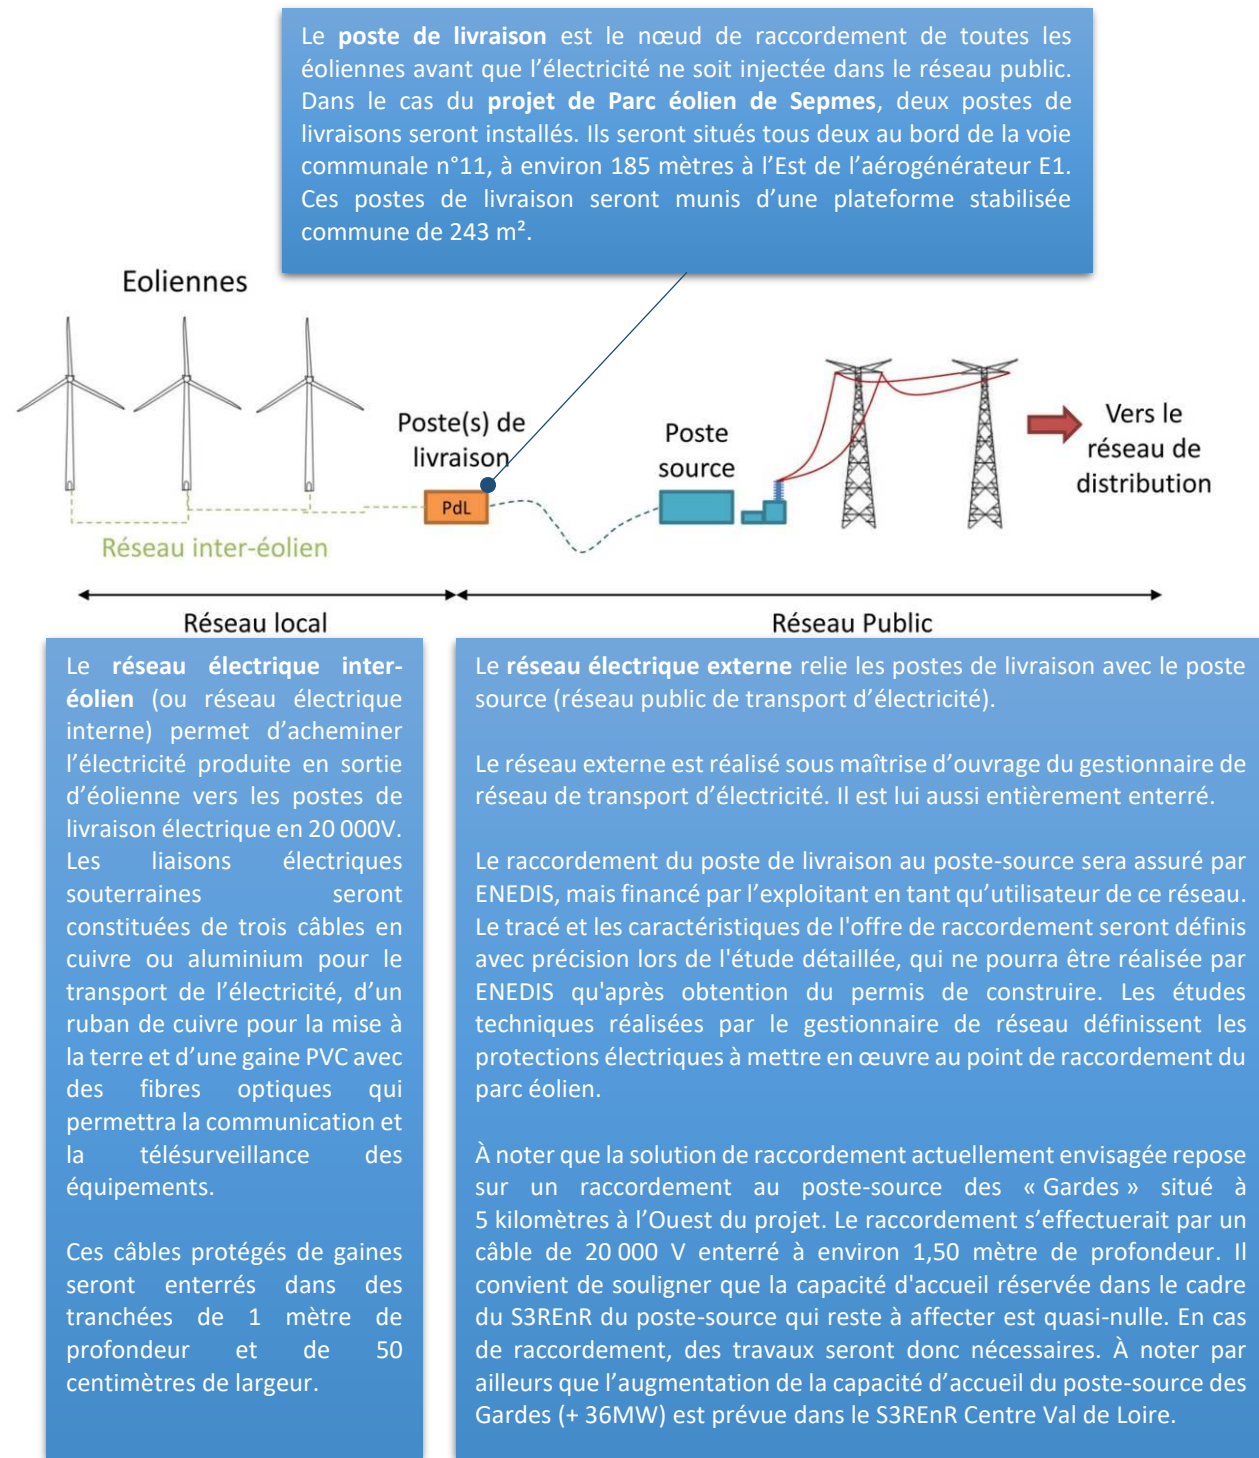 Le poste de livraison est le nœud de raccordement de toutes les
éoliennes avant que l’électricité ne soit injectée dans le réseau public.
Dans le cas du projet de Parc éolien de Sepmes, deux postes de
livraisons seront installés. Ils seront situés tous deux au bord de la voie
communale n°11, à environ 185 mètres à l’Est de l’aérogénérateur E1.
Ces postes de livraison seront munis d’une plateforme stabilisée
commune de 243 m².
Eoliennes
Poste(s) de
livraison
PdL
Poste
source
Vers le
réseau de
distribution
Réseau inter-éolien
Réseau local
Réseau Public
Le réseau électrique inter-
éolien (ou réseau électrique
interne) permet d’acheminer
l’électricité produite en sortie
d’éolienne vers les postes de
livraison électrique en 20 000V.
Les liaisons électriques
souterraines seront
constituées de trois câbles en
cuivre ou aluminium pour le
transport de l’électricité, d’un
ruban de cuivre pour la mise à
la terre et d’une gaine PVC avec
des fibres optiques qui
permettra la communication et
la télésurveillance des
équipements.
Ces câbles protégés de gaines
seront enterrés dans des
tranchées de 1 mètre de
profondeur et de 50
centimètres de largeur.
Le réseau électrique externe relie les postes de livraison avec le poste
source (réseau public de transport d’électricité).
Le réseau externe est réalisé sous maîtrise d’ouvrage du gestionnaire de
réseau de transport d’électricité. Il est lui aussi entièrement enterré.
Le raccordement du poste de livraison au poste-source sera assuré par
ENEDIS, mais financé par l’exploitant en tant qu’utilisateur de ce réseau.
Le tracé et les caractéristiques de l'offre de raccordement seront définis
avec précision lors de l'étude détaillée, qui ne pourra être réalisée par
ENEDIS qu'après obtention du permis de construire. Les études
techniques réalisées par le gestionnaire de réseau définissent les
protections électriques à mettre en œuvre au point de raccordement du
parc éolien.
À noter que la solution de raccordement actuellement envisagée repose
sur un raccordement au poste-source des « Gardes » situé à
5 kilomètres à l’Ouest du projet. Le raccordement s’effectuerait par un
câble de 20 000 V enterré à environ 1,50 mètre de profondeur. Il
convient de souligner que la capacité d'accueil réservée dans le cadre
du S3REnR du poste-source qui reste à affecter est quasi-nulle. En cas
de raccordement, des travaux seront donc nécessaires. À noter par
ailleurs que l’augmentation de la capacité d’accueil du poste-source des
Gardes (+ 36MW) est prévue dans le S3REnR Centre Val de Loire.